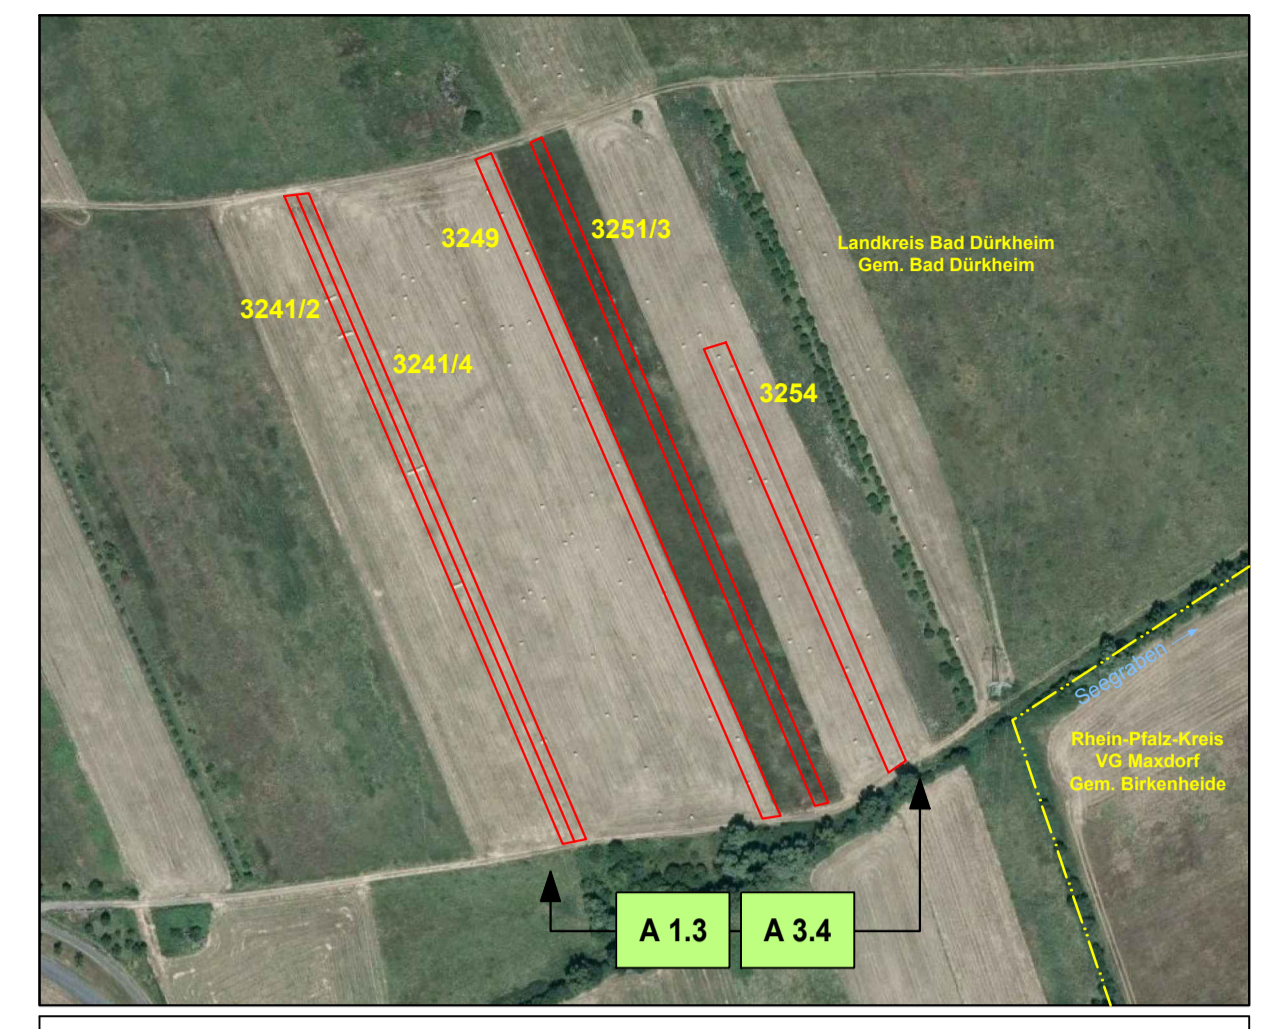 3249
3251/3
Landkreis Bad Dürkheim
Gem. Bad Dürkheim
3241/2
3241/4
3254
Seegraben
Rhein-Pfalz-Kreis
VG Maxdorf
Gem. Birkenheide
A 1.3
A 3.4